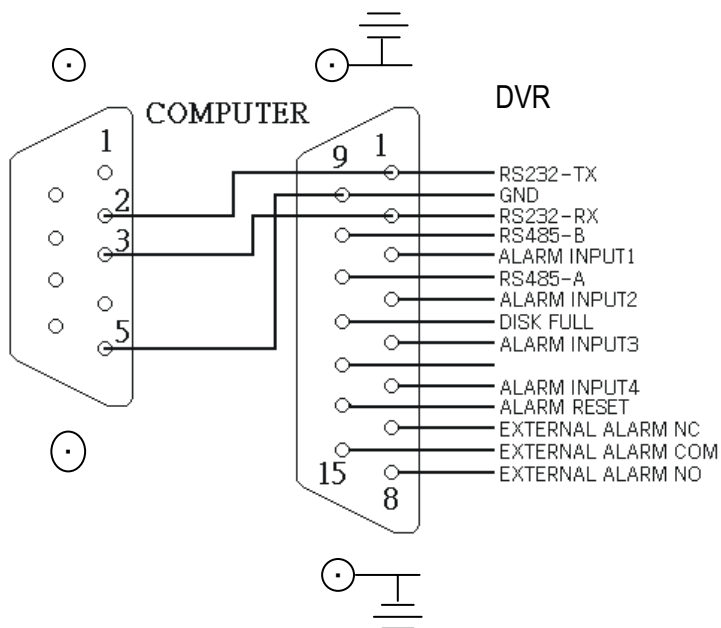 DVR
COMPUTER
1
2
3
5
9
1
15
8
RS232-TX
GND
RS232-RX
RS485-B
ALARM INPUT1
RS485-A
ALARM INPUT2
DISK FULL
ALARM INPUT3
ALARM INPUT4
ALARM RESET
EXTERNAL ALARM NC
EXTERNAL ALARM COM
EXTERNAL ALARM NO